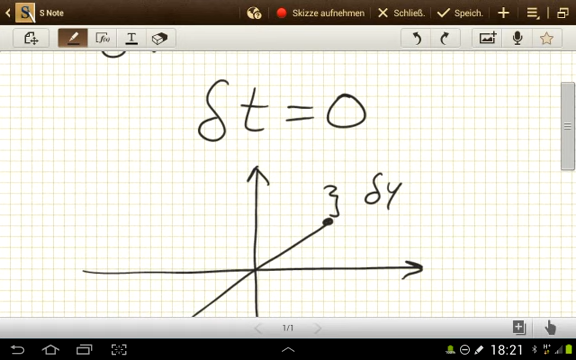 S Note
Skizze aufnehmen
Schließ.
Speich.
f(x)
T
δt = 0
} δy
1/1
18:21